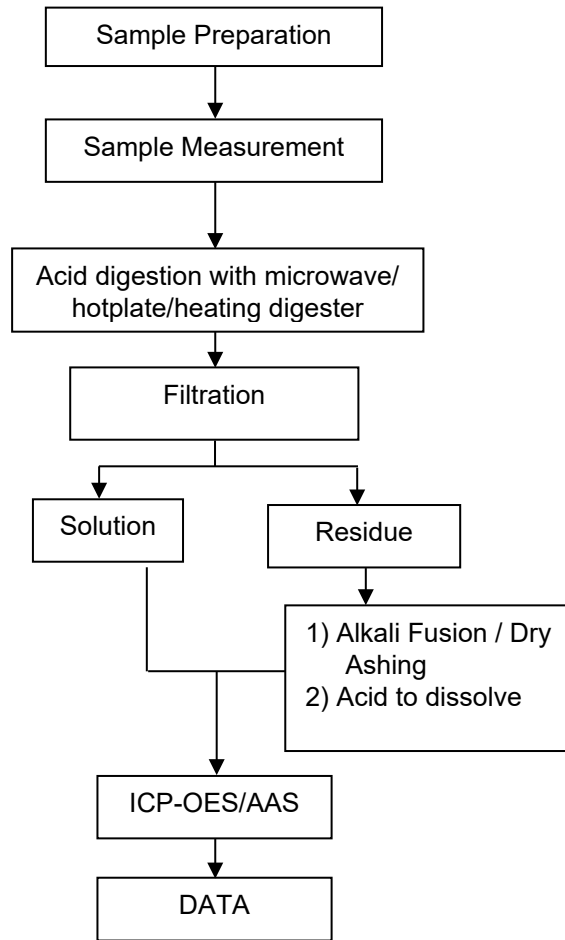 Sample Preparation
Sample Measurement
Acid digestion with microwave/
hotplate/heating digester
Filtration
Solution
Residue
1) Alkali Fusion / Dry
Ashing
2) Acid to dissolve
ICP-OES/AAS
DATA